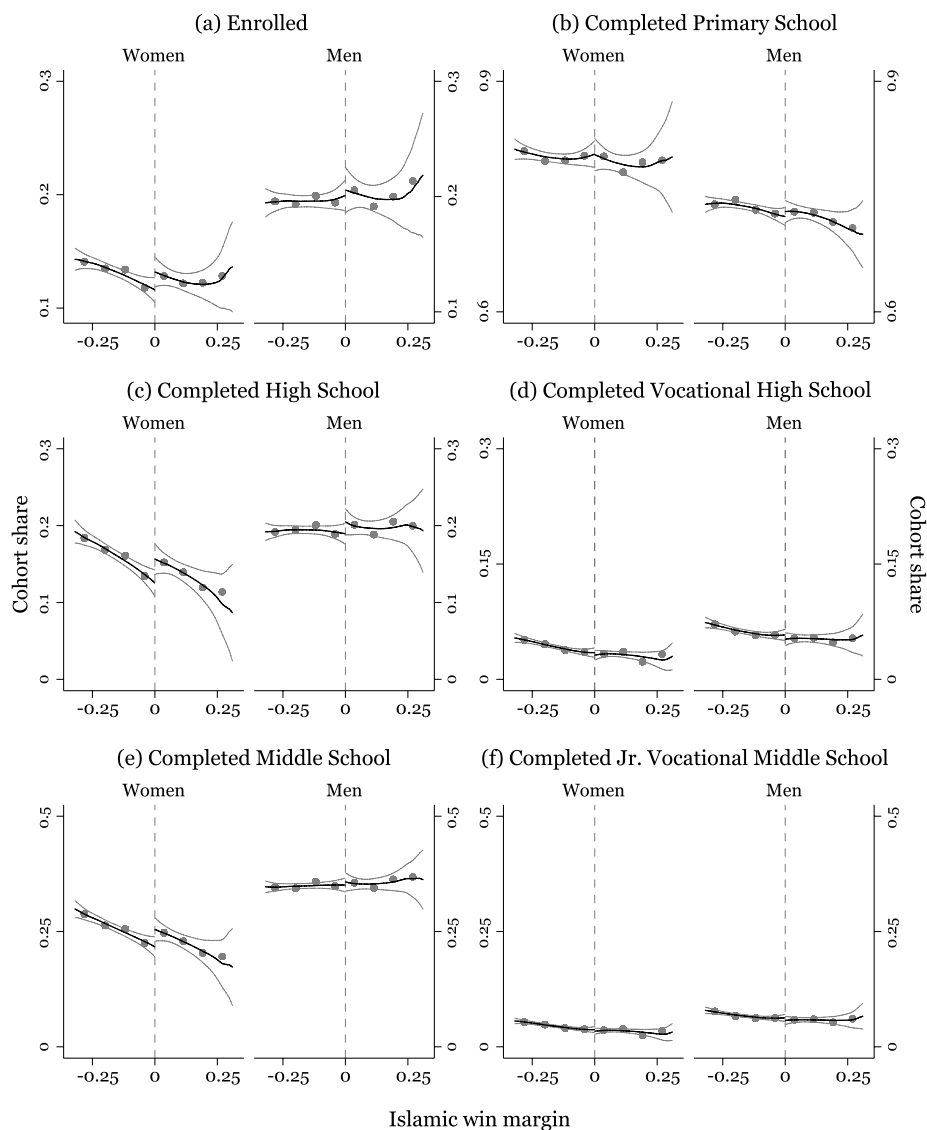 (a) Enrolled
(b) Completed Primary School
Women
Men
Women
Men
0.3
0.2
0.1
0.3
0.2
0.1
0.9
0.6
0.9
0.6
-0.25 0 0.25
-0.25 0 0.25
-0.25 0 0.25
-0.25 0 0.25
(c) Completed High School
(d) Completed Vocational High School
Women
Men
Women
Men
Cohort share
0.3
0.2
0.1
0
0.3
0.2
0.1
0
0.3
0.15
0
0.3
0.15
0
Cohort share
-0.25 0 0.25
-0.25 0 0.25
-0.25 0 0.25
-0.25 0 0.25
(e) Completed Middle School
(f) Completed Jr. Vocational Middle School
Women
Men
Women
Men
0.5
0.25
0
0.5
0.25
0
0.5
0.25
0
0.5
0.25
0
-0.25 0 0.25
-0.25 0 0.25
-0.25 0 0.25
-0.25 0 0.25
Islamic win margin